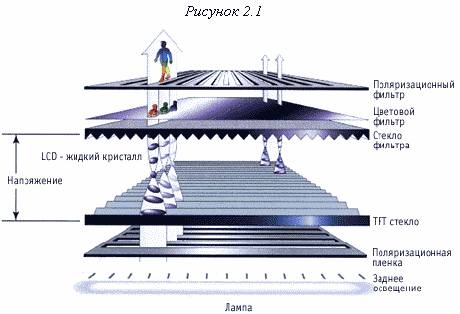 Рисунок 2.1
Поляризационный
фильтр
Цветовой
фильтр
Стекло
фильтра
LCD - жидкий кристалл
Напряжение
TFT стекло
Поляризационная
пленка
Заднее
освещение
Лампа